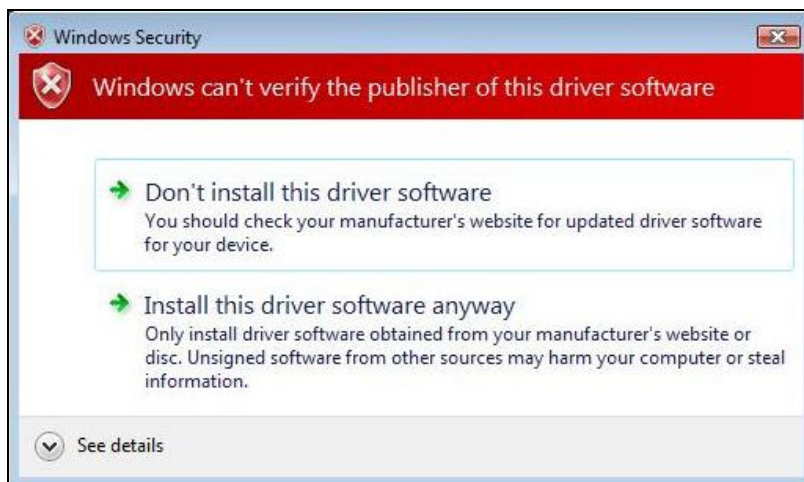 Windows Security
Windows can't verify the publisher of this driver software
Don't install this driver software
You should check your manufacturer's website for updated driver software
for your device.
Install this driver software anyway
Only install driver software obtained from your manufacturer's website or
disc. Unsigned software from other sources may harm your computer or steal
information.
See details